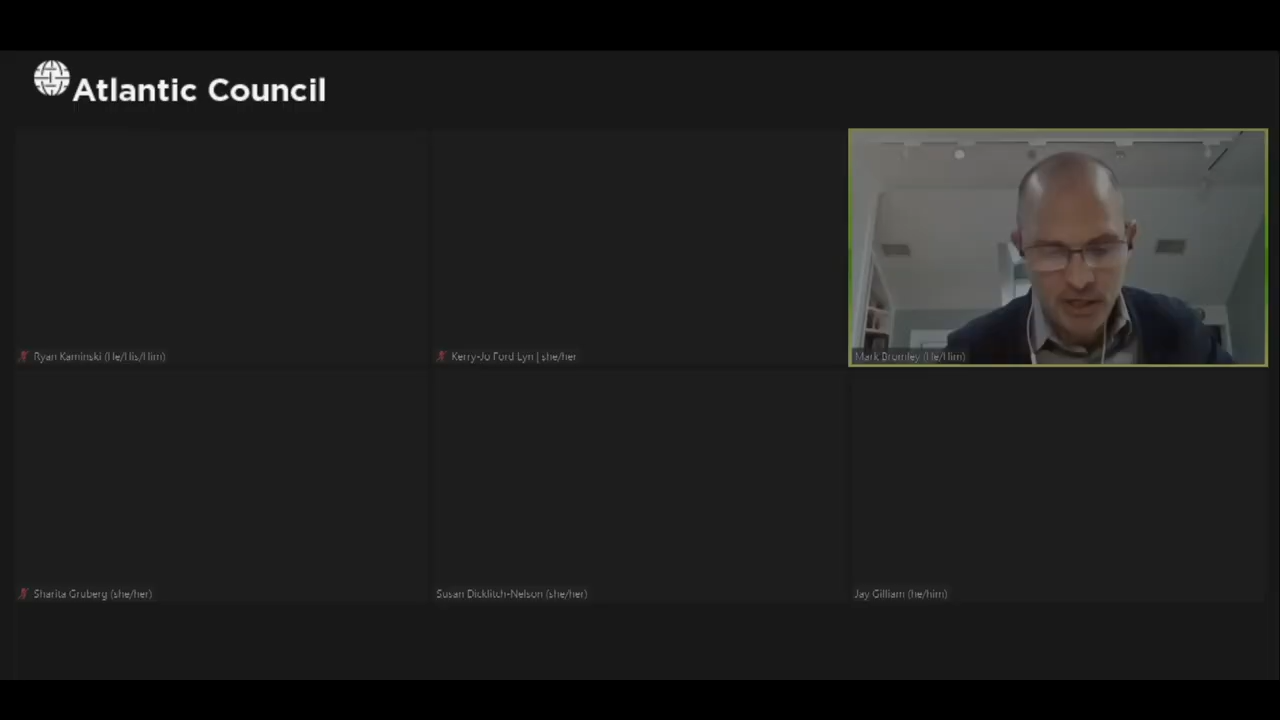 Atlantic Council
Ryan Kaminski (He/His/Him)
Kerry-Jo Ford Lyn | she/her
Mark Bromley (He/Him)
Sharita Gruberg (she/her)
Susan Dicklitch-Nelson (she/her)
Jay Gilliam (he/him)